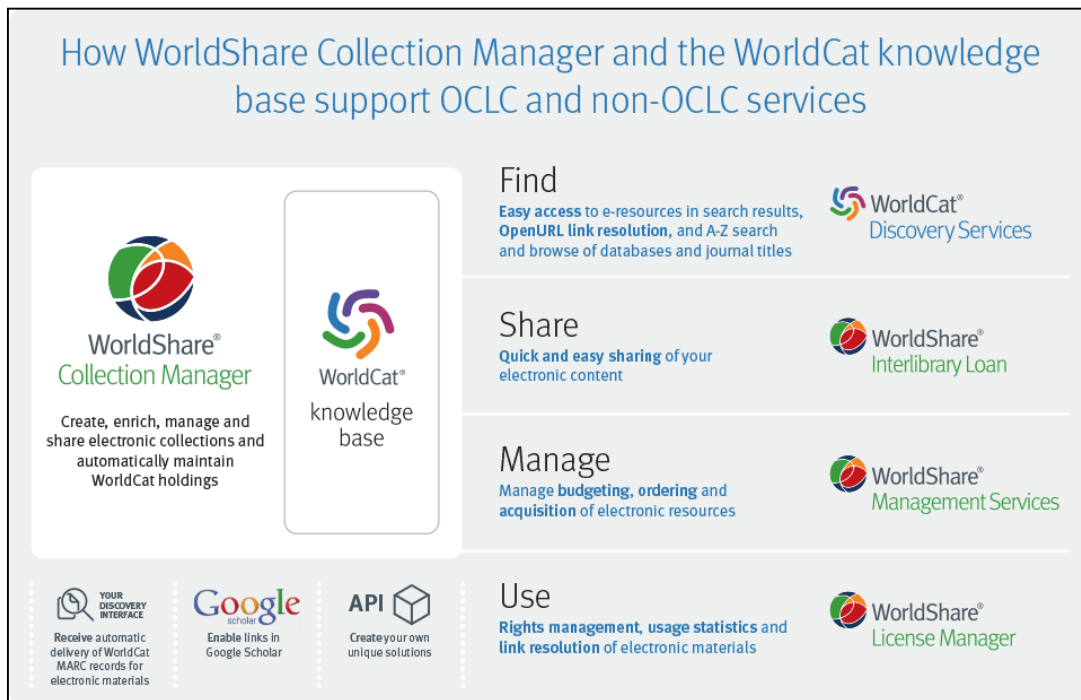 How WorldShare Collection Manager and the WorldCat knowledge
base support OCLC and non-OCLC services
WorldShare®
Collection Manager
Create, enrich, manage and
share electronic collections and
automatically maintain
WorldCat holdings
WorldCat®
knowledge
base
Find
Easy access to e-resources in search results,
OpenURL link resolution, and A-Z search
and browse of databases and journal titles
WorldCat®
Discovery Services
Share
Quick and easy sharing of your
electronic content
WorldShare®
Interlibrary Loan
Manage
Manage budgeting, ordering and
acquisition of electronic resources
WorldShare®
Management Services
Use
Rights management, usage statistics and
link resolution of electronic materials
WorldShare®
License Manager
YOUR
DISCOVERY
INTERFACE
Receive automatic
delivery of WorldCat
MARC records for
electronic materials
Google
scholar
Enable links in
Google Scholar
API
Create your own
unique solutions